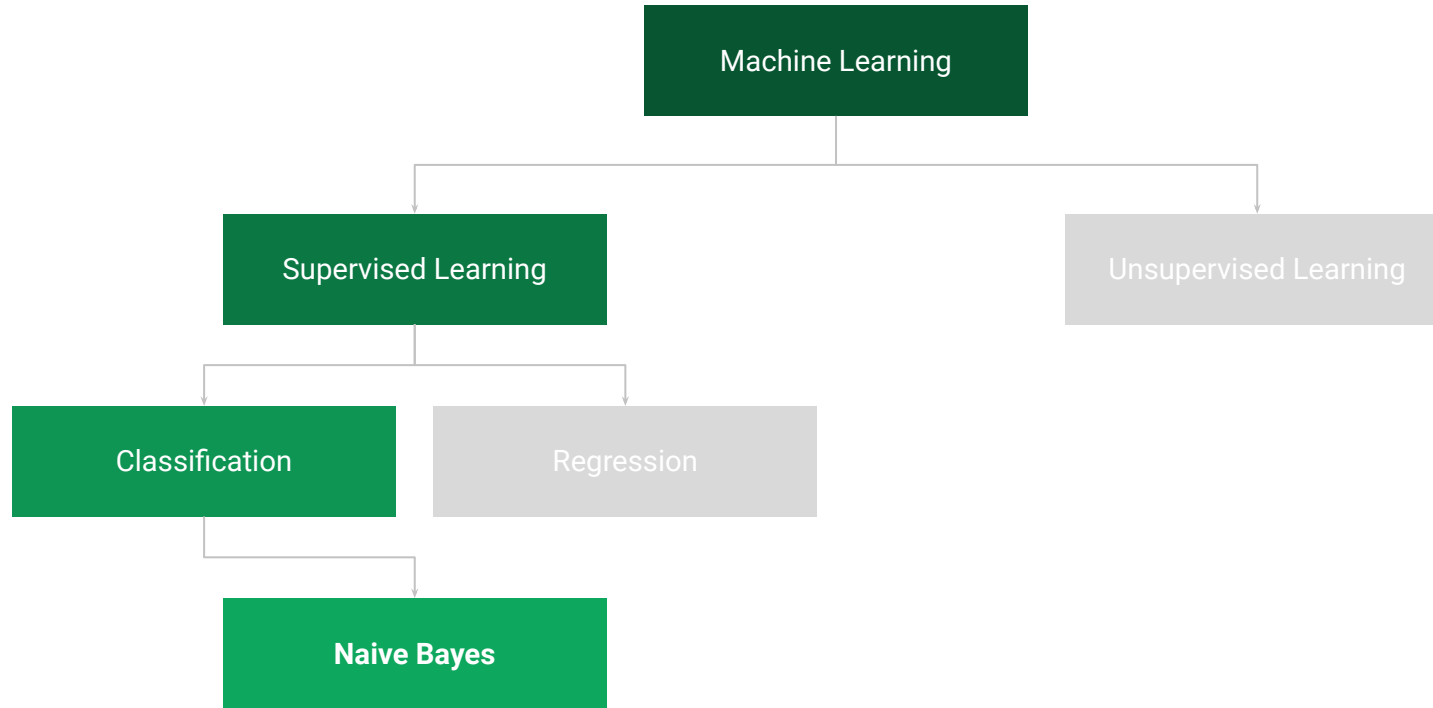 Machine Learning
Supervised Learning
Unsupervised Learning
Classification
Regression
Naive Bayes